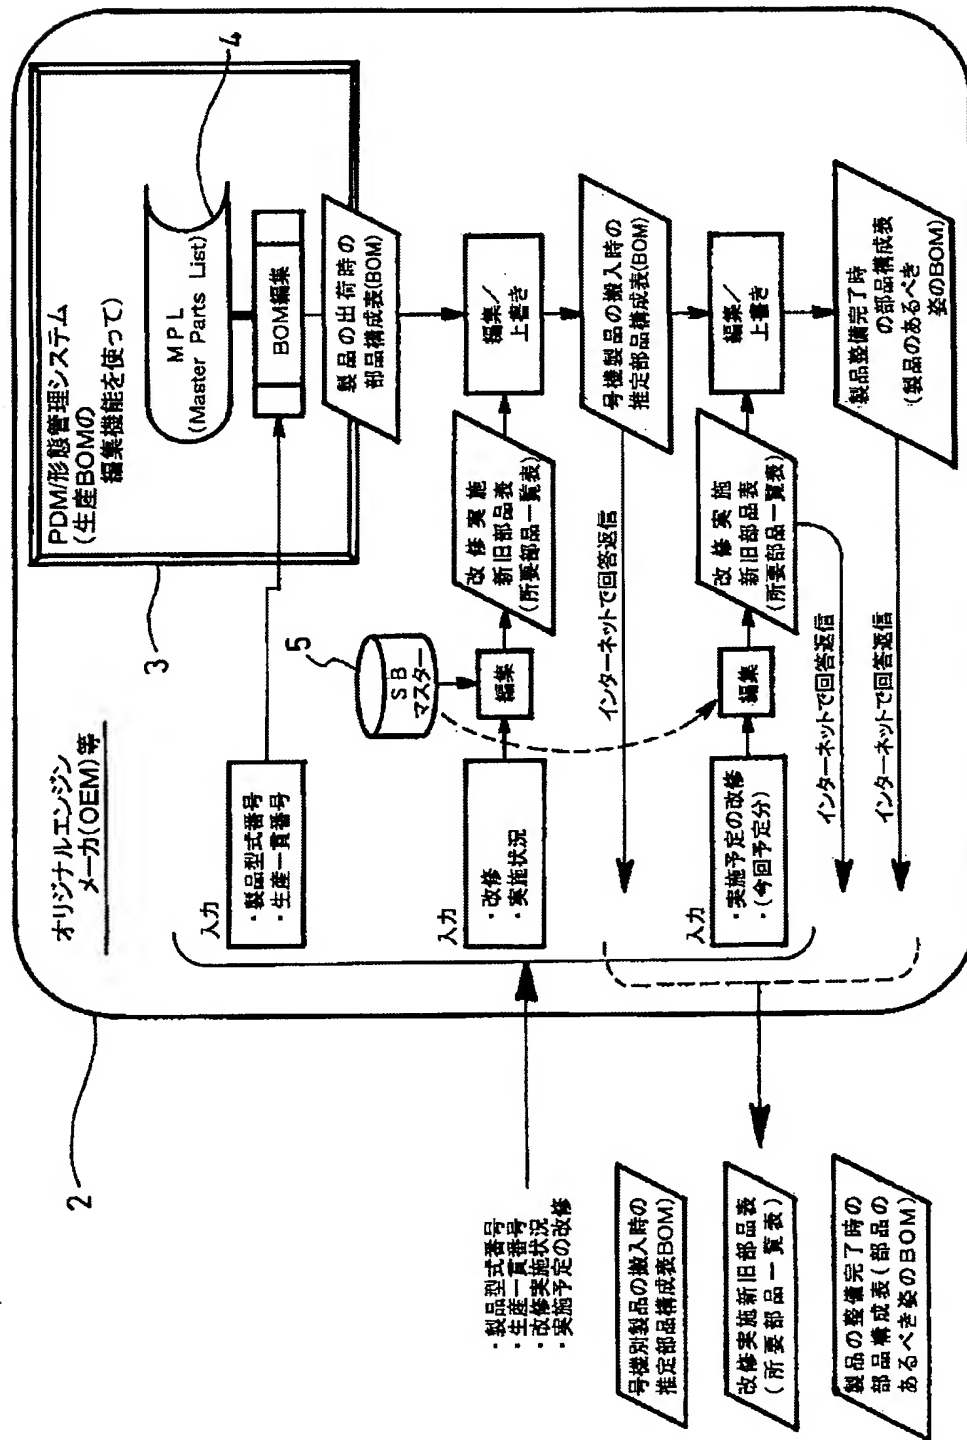 オリジナルエンジン
メーカ(OEM)等
PDM/形態管理システム
(生産BOMの
編集機能を使って)
MPL
(Master Parts List)
4
3
BOM編集
入力
・製品型式番号
・生産一貫番号
製品の出荷時の
部品構成表(BOM)
5
SB
マスター
入力
・改修
・実施状況
編集
改修実施
新旧部品表
(所要部品一覧表)
編集/
上書き
号機製品の搬入時の
推定部品構成表(BOM)
インターネットで回答返信
入力
・実施予定の改修
・(今回予定分)
編集
改修実施
新旧部品表
(所要部品一覧表)
編集/
上書き
インターネットで回答返信
製品整備完了時
の部品構成表
(製品のあるべき
姿のBOM)
インターネットで回答返信
2
・製品型式番号
・生産一貫番号
・改修実施状況
・実施予定の改修
号機別製品の搬入時の
推定部品構成表BOM)
改修実施新旧部品表
(所要部品一覧表)
製品の整備完了時の
部品構成表(部品の
あるべき姿のBOM)